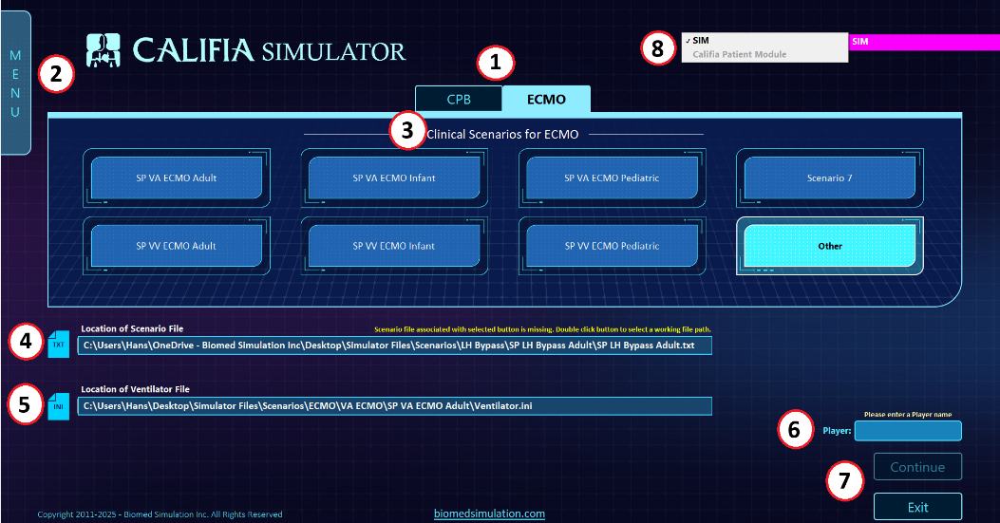 M
E
N
U
2
CALIFIA SIMULATOR
1
8
✓ SIM
Califia Patient Module
SIM
CPB
ECMO
3
Clinical Scenarios for ECMO
SP VA ECMO Adult
SP VA ECMO Infant
SP VA ECMO Pediatric
Scenario 7
SP VV ECMO Adult
SP VV ECMO Infant
SP VV ECMO Pediatric
Other
4
TXT
Location of Scenario File
Scenario file associated with selected button is missing. Double click button to select a working file path.
C:\Users\Hans\OneDrive - Biomed Simulation Inc\Desktop\Simulator Files\Scenarios\LH Bypass\SP LH Bypass Adult\SP LH Bypass Adult.txt
5
INI
Location of Ventilator File
C:\Users\Hans\Desktop\Simulator Files\Scenarios\ECMO\VA ECMO\SP VA ECMO Adult\Ventilator.ini
Please enter a Player name
6
Player:
7
Continue
Exit
Copyright 2011-2025 - Biomed Simulation Inc. All Rights Reserved
biomedsimulation.com